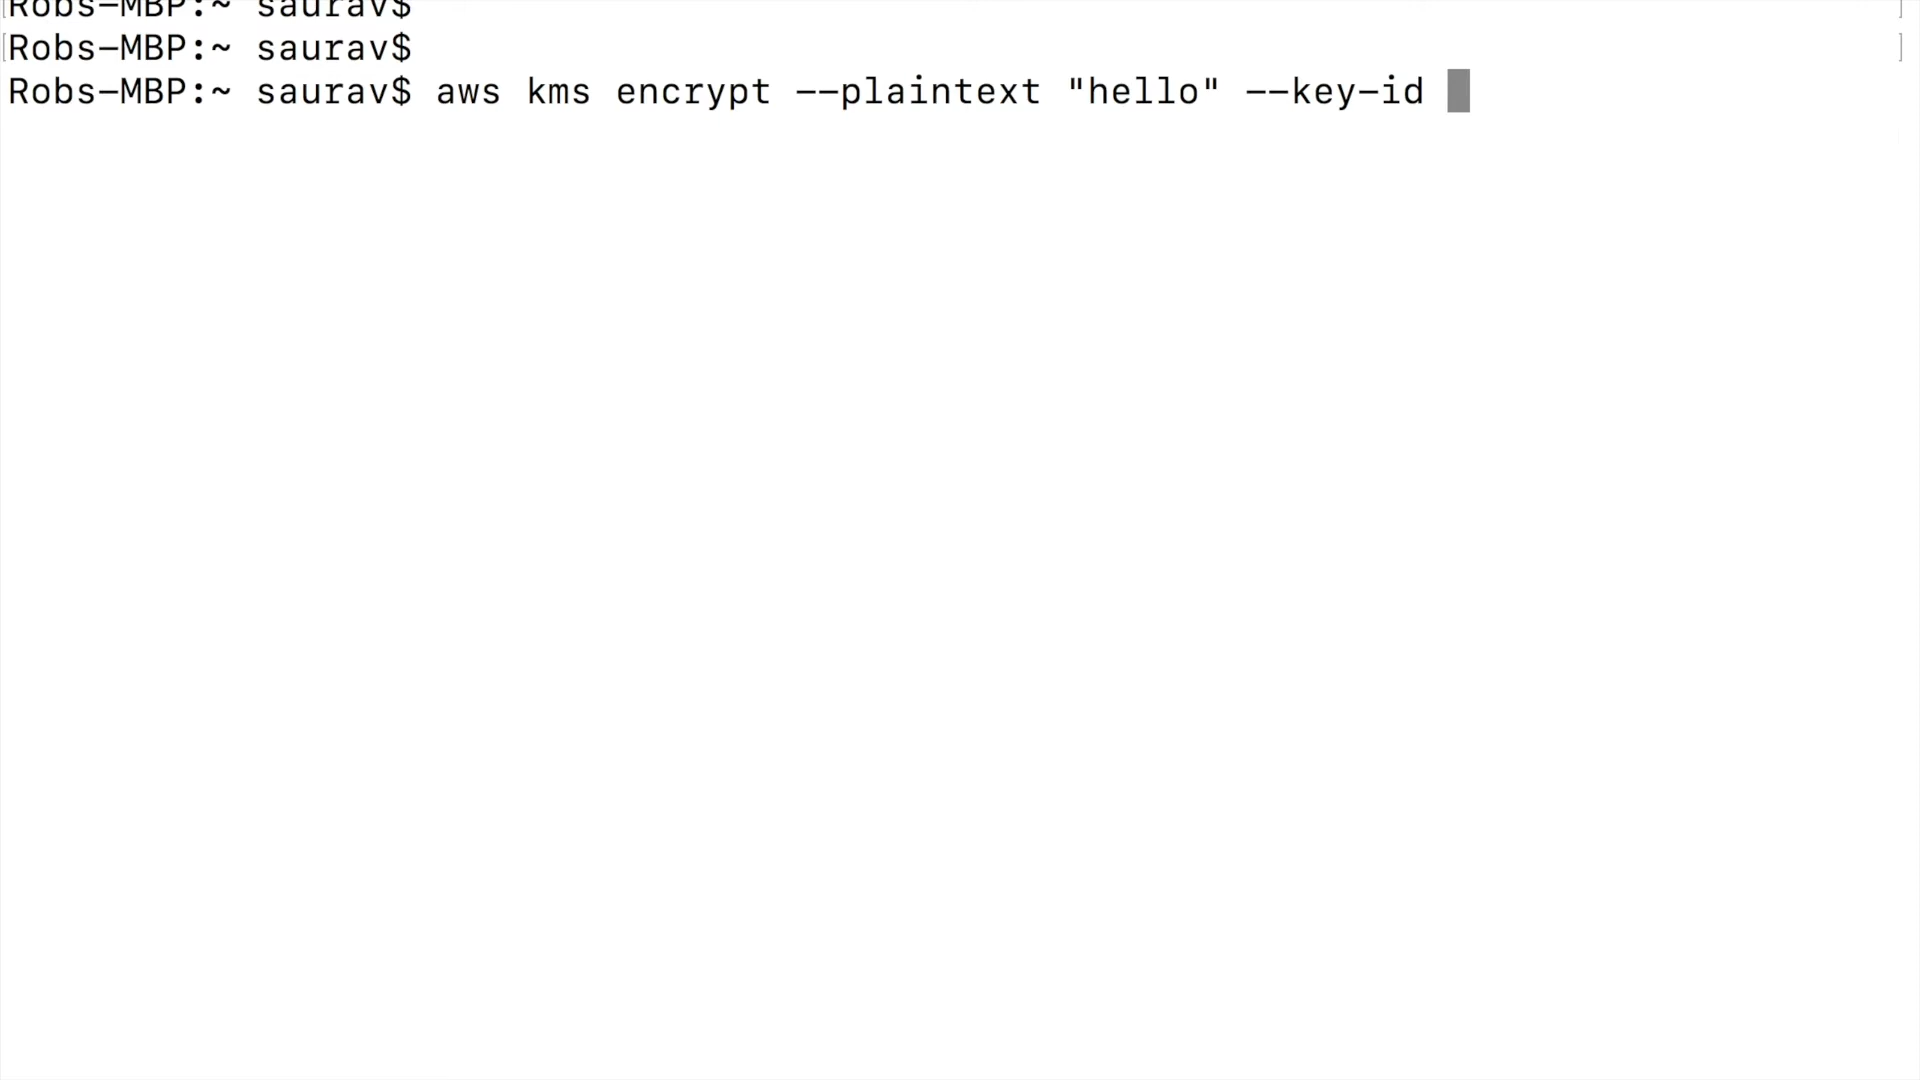 Robs-MBP:~ saurav$
Robs-MBP:~ saurav$
Robs-MBP:~ saurav$ aws kms encrypt --plaintext "hello" --key-id